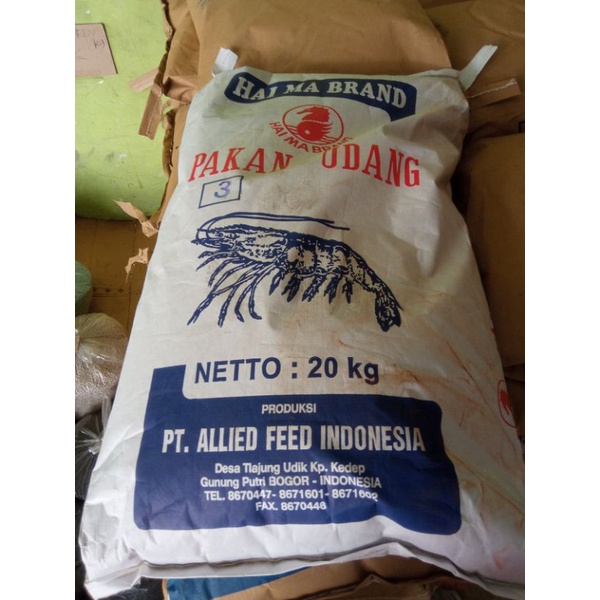 HAI MA BRAND
HAI MA BRAND
PAKAN UDANG
3
NETTO : 20 kg
PRODUKSI
PT. ALLIED FEED INDONESIA
Desa Tlajung Udik Kp. Kedep
Gunung Putri BOGOR - INDONESIA
TEL. 8670447- 8671601-
FAX. 8670446